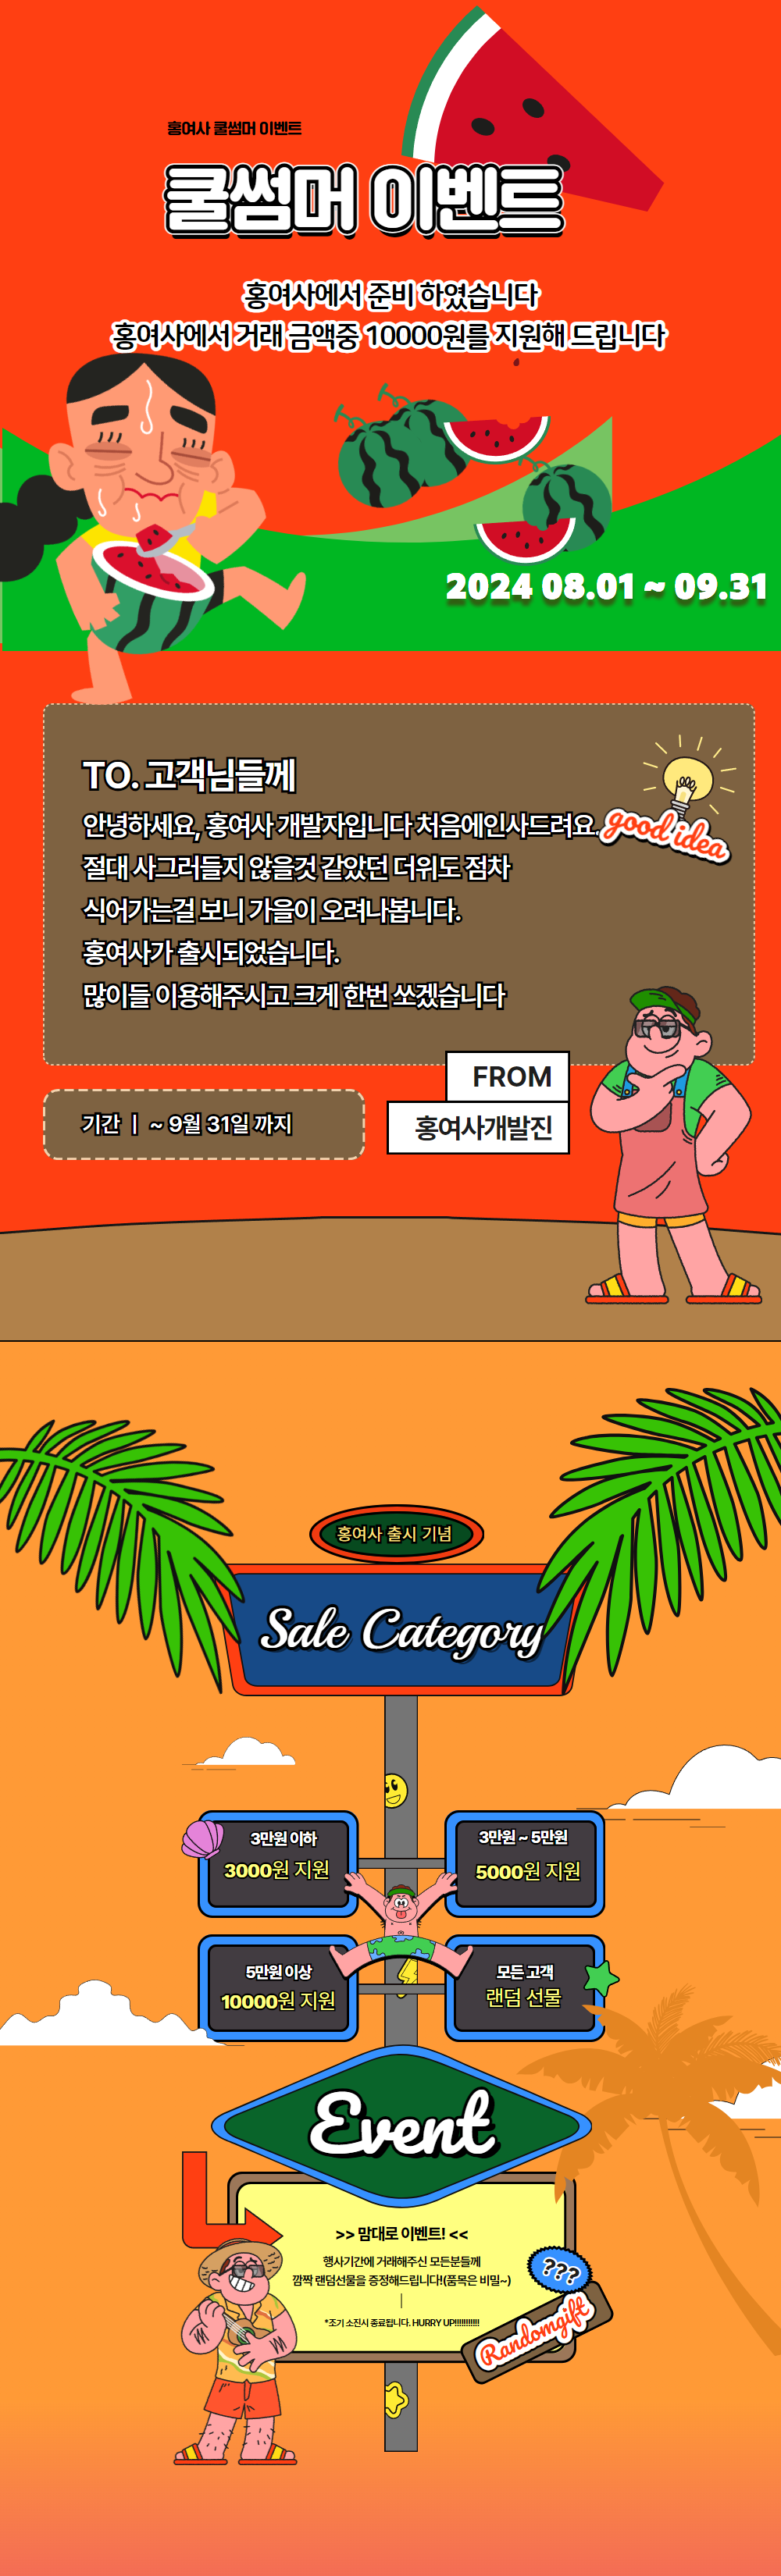 홍여사 쿨썸머 이벤트
쿨썸머 이벤트
홍여사에서 준비 하였습니다
홍여사에서 거래 금액중 10000원를 지원해 드립니다
2024 08.01 ~ 09.31
TO. 고객님들께
안녕하세요, 홍여사 개발자입니다 처음에인사드려요.
good idea
절대 사그러들지 않을것 같았던 더위도 점차
식어가는걸 보니 가을이 오려나봅니다.
홍여사가 출시되었습니다.
많이들 이용해주시고 크게 한번 쏘겠습니다
FROM
홍여사개발진
기간 ㅣ ~ 9월 31일 까지
홍여사 출시 기념
Sale Category
3만원 이하
3000원 지원
3만원 ~ 5만원
5000원 지원
5만원 이상
10000원 지원
모든 고객
랜덤 선물
Event
>> 맘대로 이벤트! <<
행사기간에 거래해주신 모든분들께
깜짝 랜덤선물을 증정해드립니다!(품목은 비밀~)
*조기 소진시 종료됩니다. HURRY UP!!!!!!!!!!!
???
Randomgift